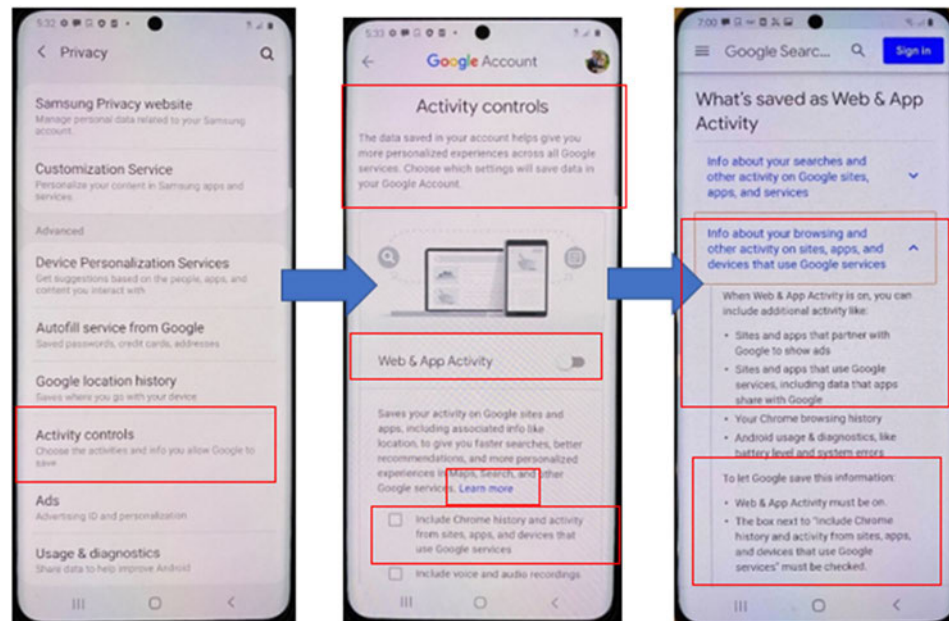 5:32
Privacy
Samsung Privacy website
Manage personal data related to your Samsung
account.
Customization Service
Personalize your content in Samsung apps and
services.
Advanced
Device Personalization Services
Get suggestions based on the people, apps, and
content you interact with
Autofill service from Google
Saved passwords, credit cards, addresses
Google location history
Saves where you go with your device
Activity controls
Choose the activities and info you allow Google to
save.
Ads
Advertising ID and personalization
Usage & diagnostics
Share data to help improve Android
5:33
Google Account
Activity controls
The data saved in your account helps give you
more personalized experiences across all Google
services. Choose which settings will save data in
your Google Account.
Web & App Activity
Saves your activity on Google sites and
apps, including associated info like
location, to give you faster searches, better
recommendations, and more personalized
experiences in Maps, Search, and other
Google services. Learn more
Include Chrome history and activity
from sites, apps, and devices that
use Google services
Include voice and audio recordings
7:00
Google Searc...
Sign in
What's saved as Web & App
Activity
Info about your searches and
other activity on Google sites,
apps, and services
Info about your browsing and
other activity on sites, apps, and
devices that use Google services
When Web & App Activity is on, you can
include additional activity like:
• Sites and apps that partner with
Google to show ads
• Sites and apps that use Google
services, including data that apps
share with Google
• Your Chrome browsing history
• Android usage & diagnostics, like
battery level and system errors
To let Google save this information:
• Web & App Activity must be on.
• The box next to "Include Chrome
history and activity from sites, apps,
and devices that use Google
services" must be checked.